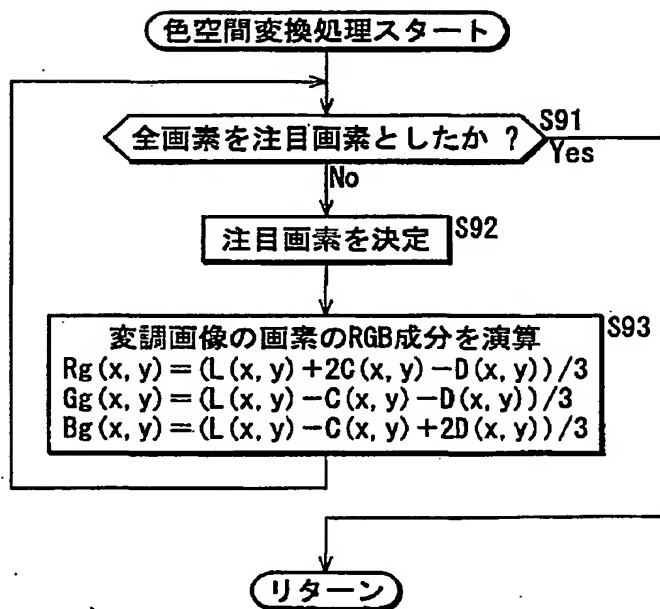 色空間変換処理スタート
全画素を注目画素としたか ?
S91
Yes
No
注目画素を決定
S92
変調画像の画素のRGB成分を演算
S93
Rg(x, y)=(L(x, y)+2C(x, y)-D(x, y))/3
Gg(x, y)=(L(x, y)-C(x, y)-D(x, y))/3
Bg(x, y)=(L(x, y)-C(x, y)+2D(x, y))/3
リターン